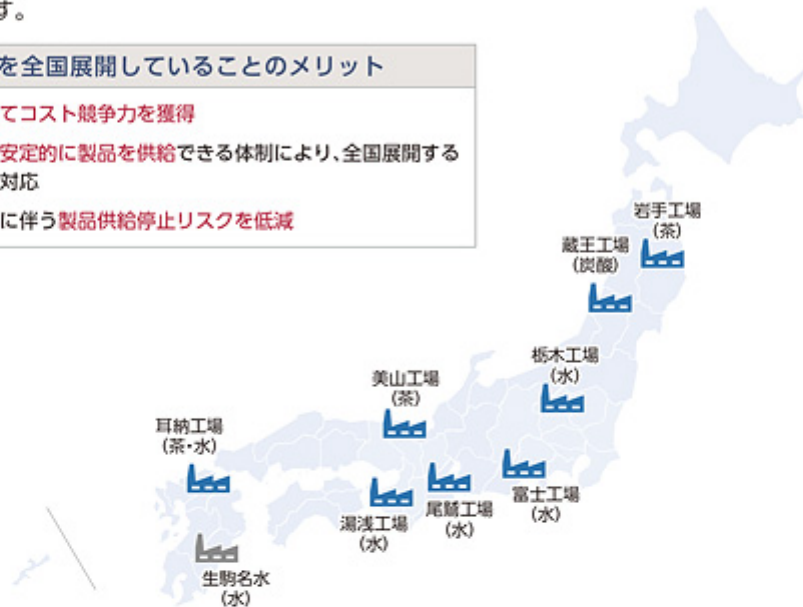 す。
を全国展開していることのメリット
てコスト競争力を獲得
安定的に製品を供給できる体制により、全国展開する
対応
に伴う製品供給停止リスクを低減
岩手工場
(茶)
蔵王工場
(炭酸)
栃木工場
(水)
美山工場
(茶)
耳納工場
(茶・水)
富士工場
(水)
尾鷲工場
(水)
湯浅工場
(水)
生駒名水
(水)